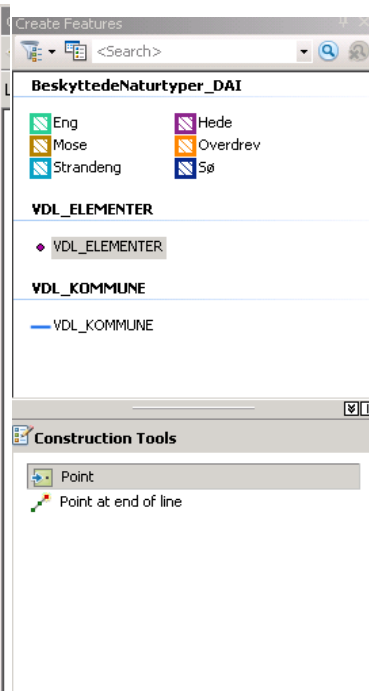 Create Features
<Search>
BeskyttedeNaturtyper_DAI
Eng Hede
Mose Overdrev
Strandeng Sø
VDL_ELEMENTER
VDL_ELEMENTER
VDL_KOMMUNE
VDL_KOMMUNE
Construction Tools
Point
Point at end of line